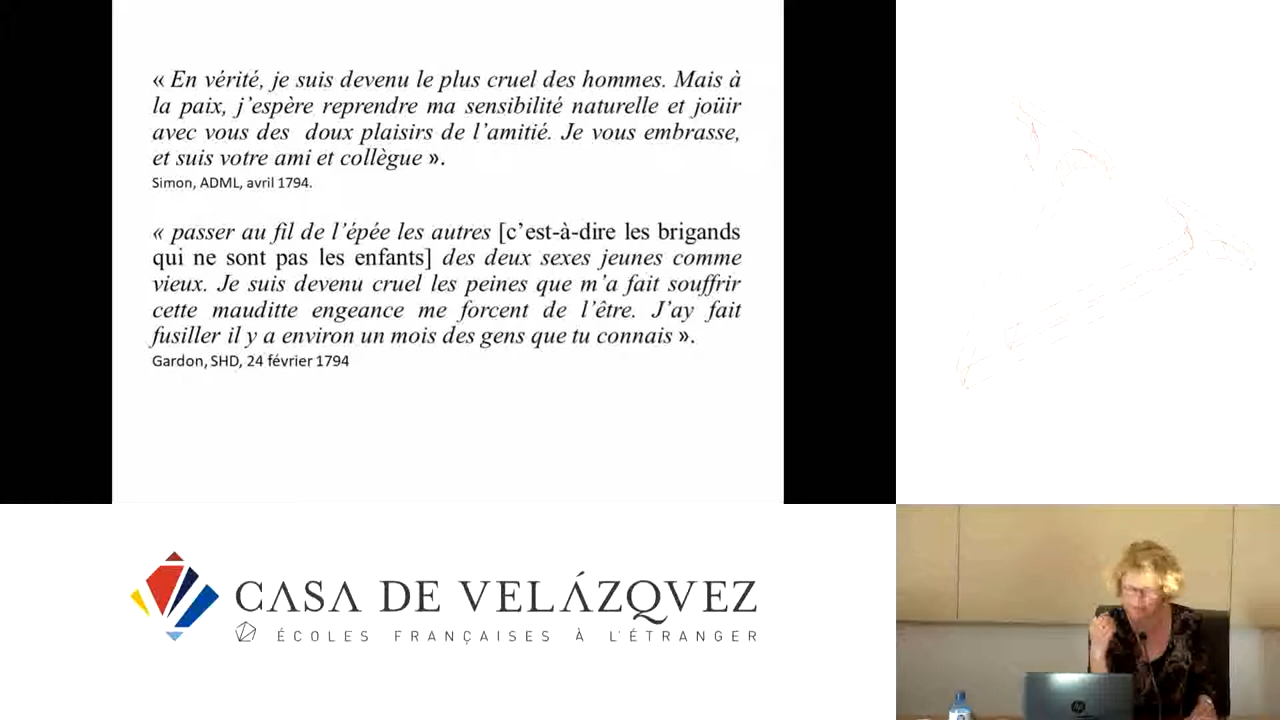 « En vérité, je suis devenu le plus cruel des hommes. Mais à
la paix, j’espère reprendre ma sensibilité naturelle et joüir
avec vous des doux plaisirs de l’amitié. Je vous embrasse,
et suis votre ami et collègue ».
Simon, ADML, avril 1794.
« passer au fil de l’épée les autres [c’est-à-dire les brigands
qui ne sont pas les enfants] des deux sexes jeunes comme
vieux. Je suis devenu cruel les peines que m’a fait souffrir
cette mauditte engeance me forcent de l’être. J’ay fait
fusiller il y a environ un mois des gens que tu connais ».
Gardon, SHD, 24 février 1794
CASA DE VELÁZQVEZ
ÉCOLES FRANÇAISES À L'ÉTRANGER
hp